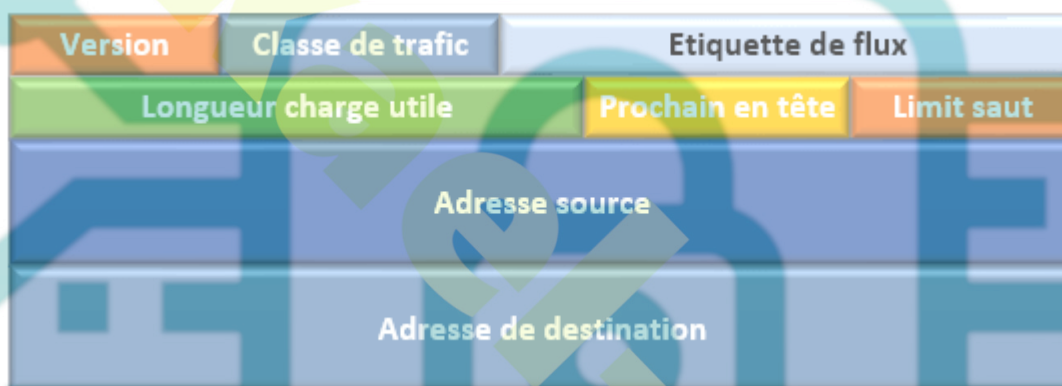 Version Classe de trafic Etiquette de flux
Longueur charge utile Prochain en tête Limit saut
Adresse source
Adresse de destination